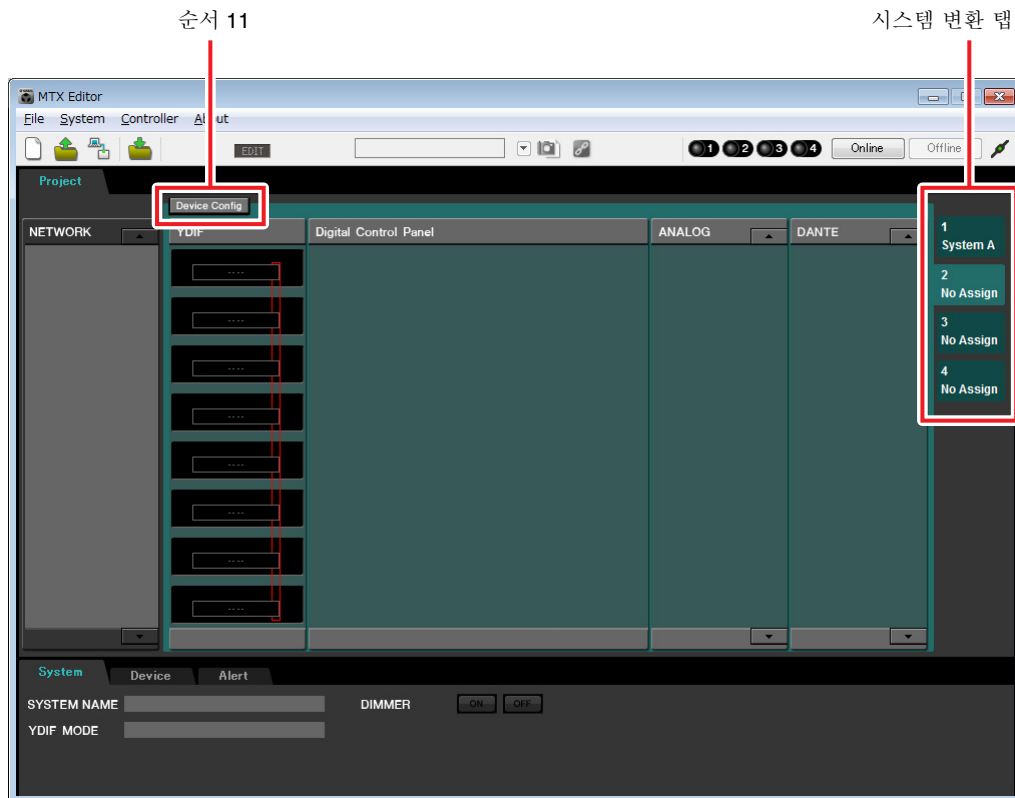 순서 11
시스템 변환 탭
MTX Editor
File System Controller About
EDIT
1 2 3 4 Online Offline
Project
Device Config
NETWORK YDIF Digital Control Panel ANALOG DANTE
1
System A
2
No Assign
3
No Assign
4
No Assign
----
----
----
----
----
----
----
----
System Device Alert
SYSTEM NAME DIMMER ON OFF
YDIF MODE